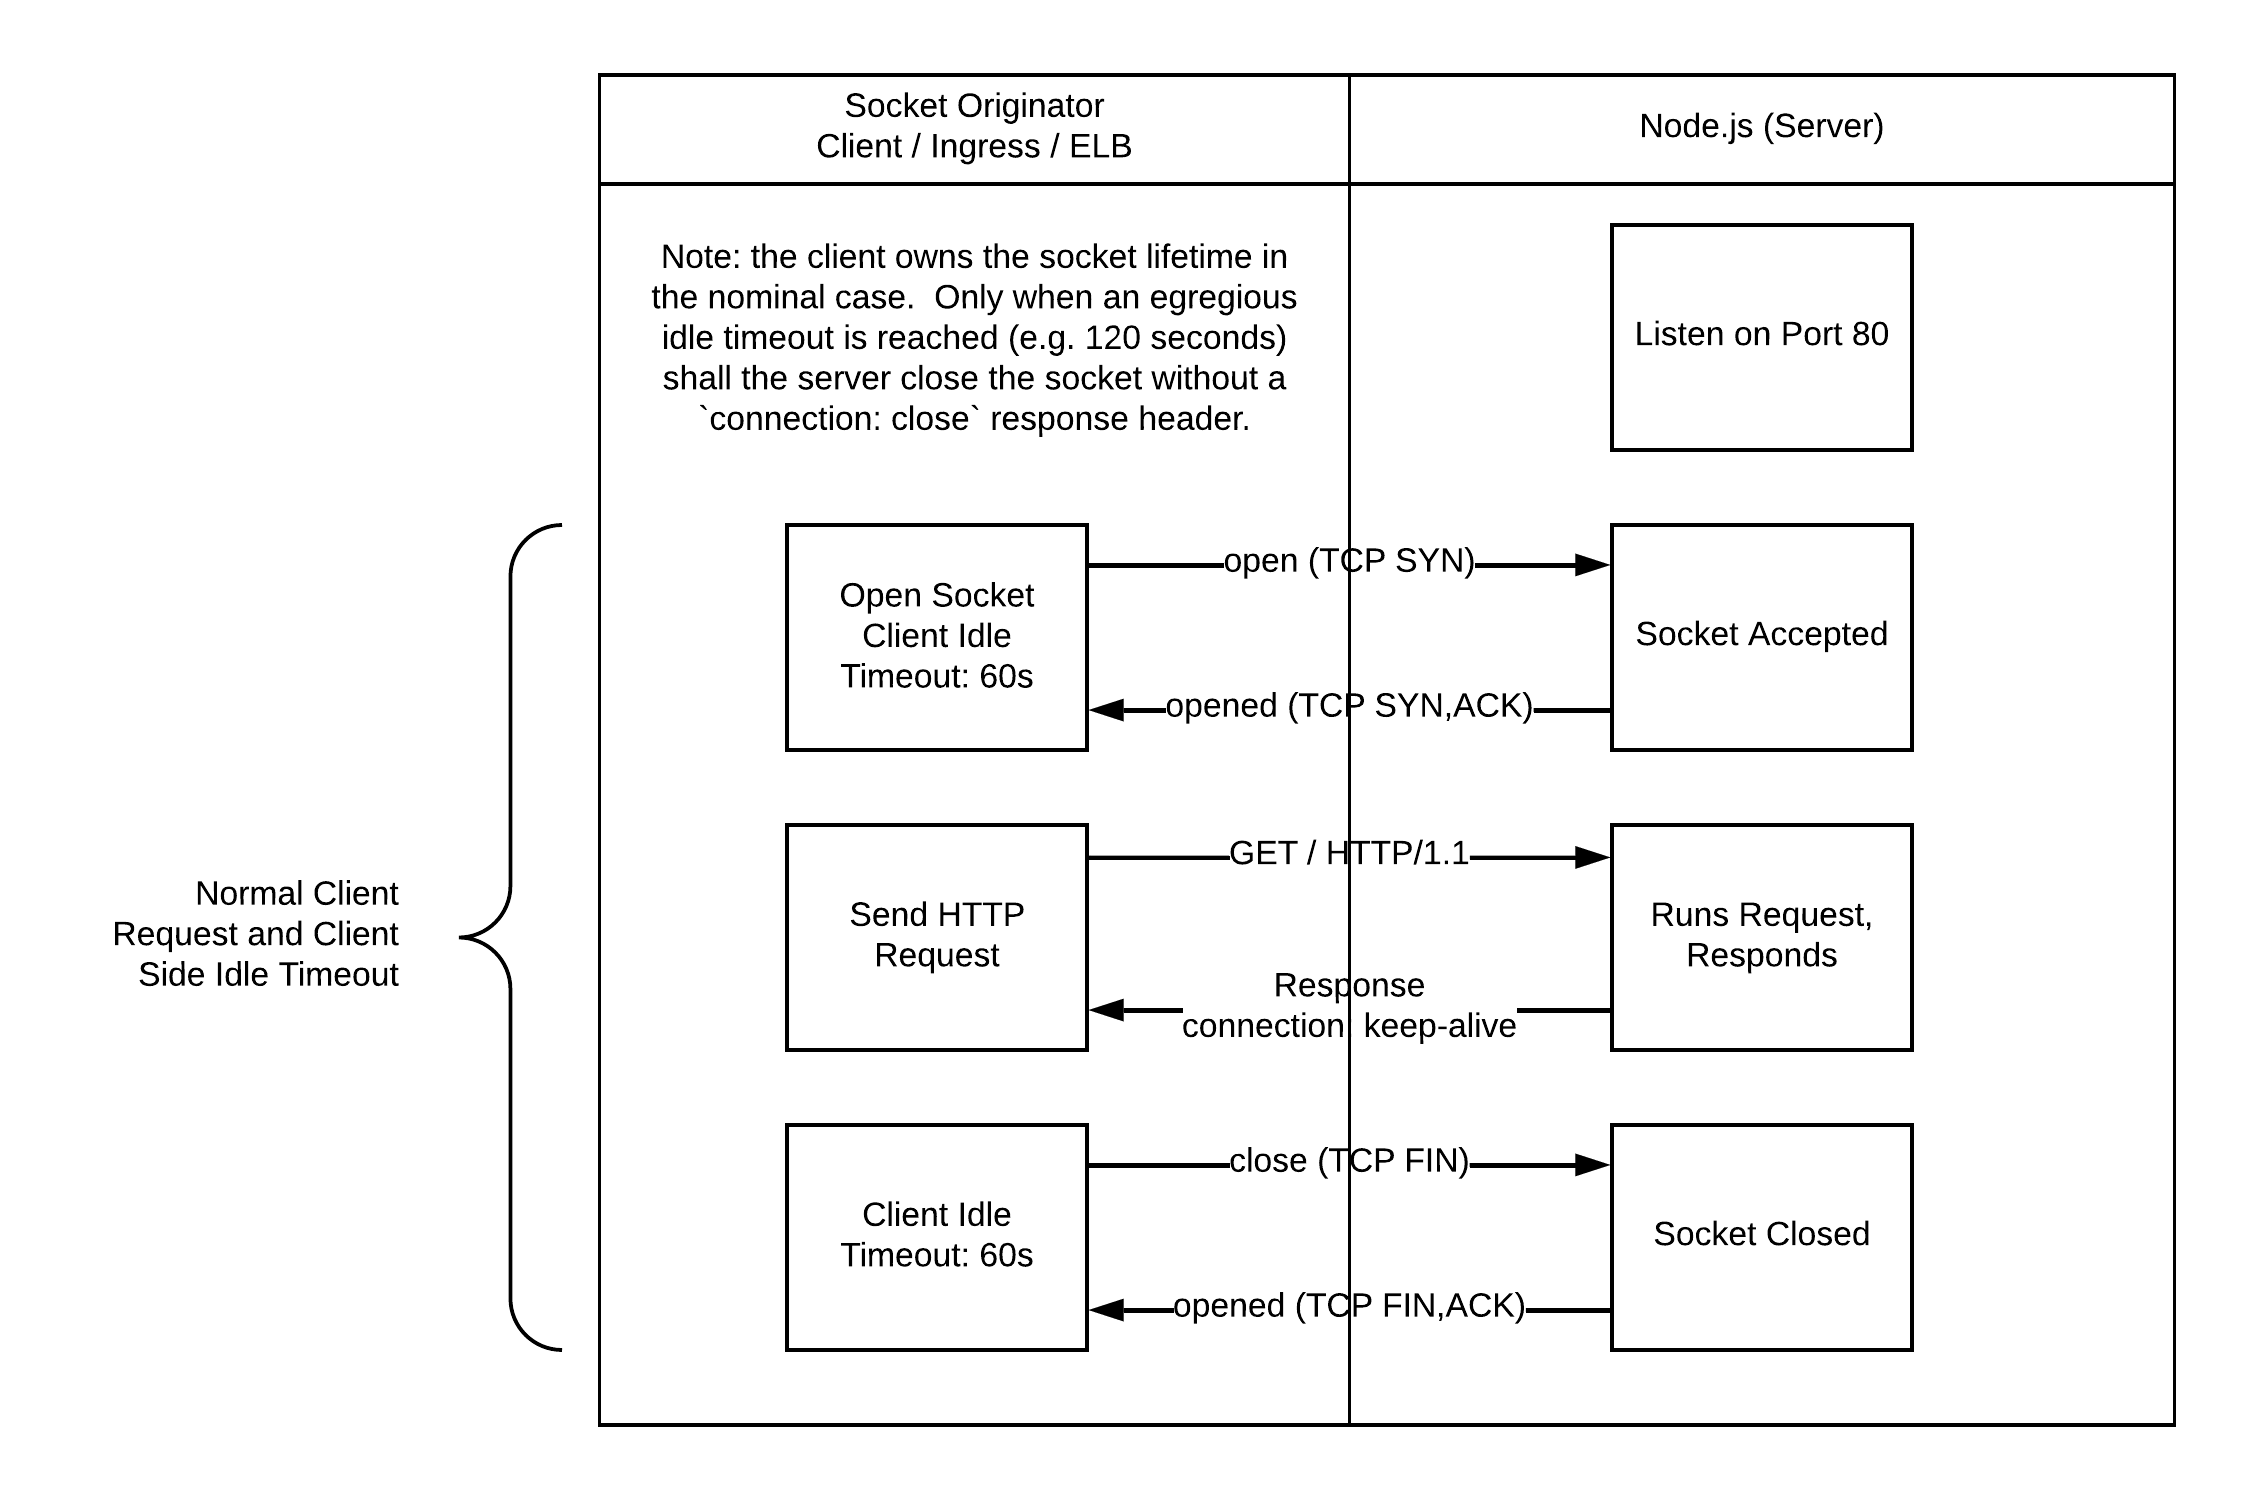 Socket Originator
Client / Ingress / ELB
Node.js (Server)
Note: the client owns the socket lifetime in
the nominal case.  Only when an egregious
idle timeout is reached (e.g. 120 seconds)
shall the server close the socket without a
`connection: close` response header.
Listen on Port 80
Open Socket
Client Idle
Timeout: 60s
open (TCP SYN)
opened (TCP SYN,ACK)
Socket Accepted
Normal Client
Request and Client
Side Idle Timeout
Send HTTP
Request
GET / HTTP/1.1
Response
connection: keep-alive
Runs Request,
Responds
Client Idle
Timeout: 60s
close (TCP FIN)
opened (TCP FIN,ACK)
Socket Closed